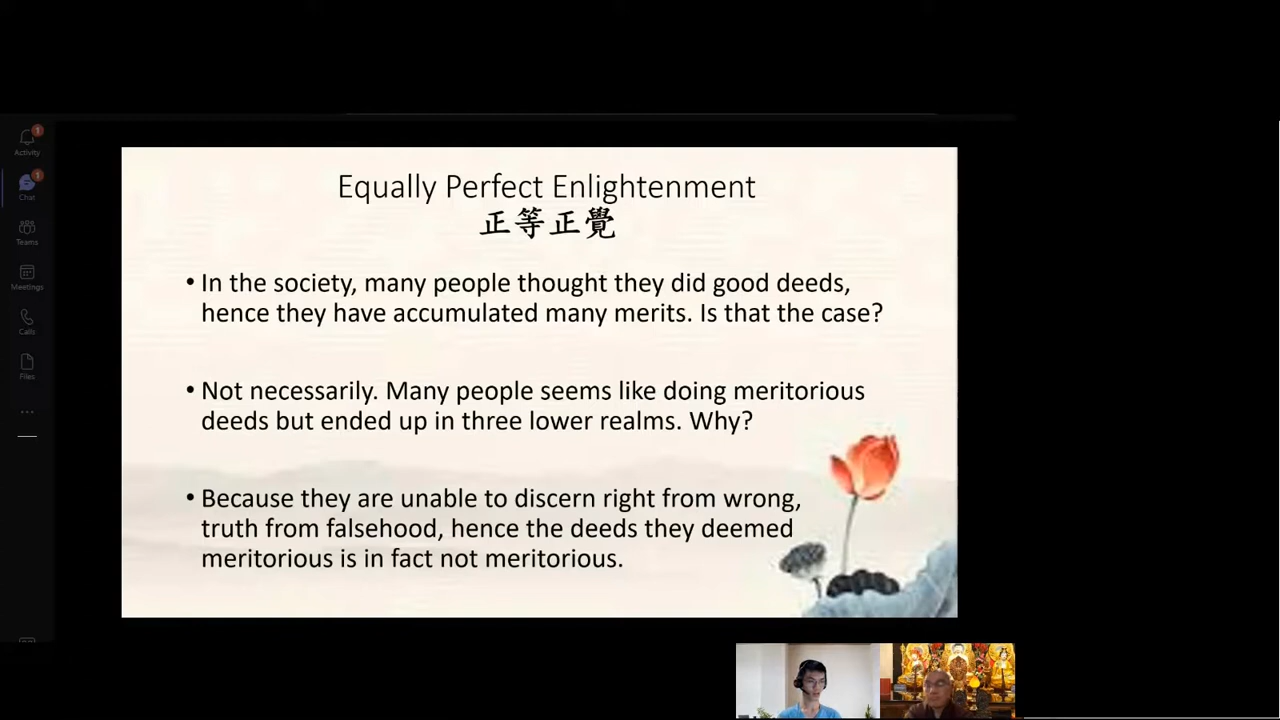 Activity
Chat
Teams
Meetings
Calls
Files
1
1
Equally Perfect Enlightenment
正等正覺
• In the society, many people thought they did good deeds,
hence they have accumulated many merits. Is that the case?
• Not necessarily. Many people seems like doing meritorious
deeds but ended up in three lower realms. Why?
• Because they are unable to discern right from wrong,
truth from falsehood, hence the deeds they deemed
meritorious is in fact not meritorious.